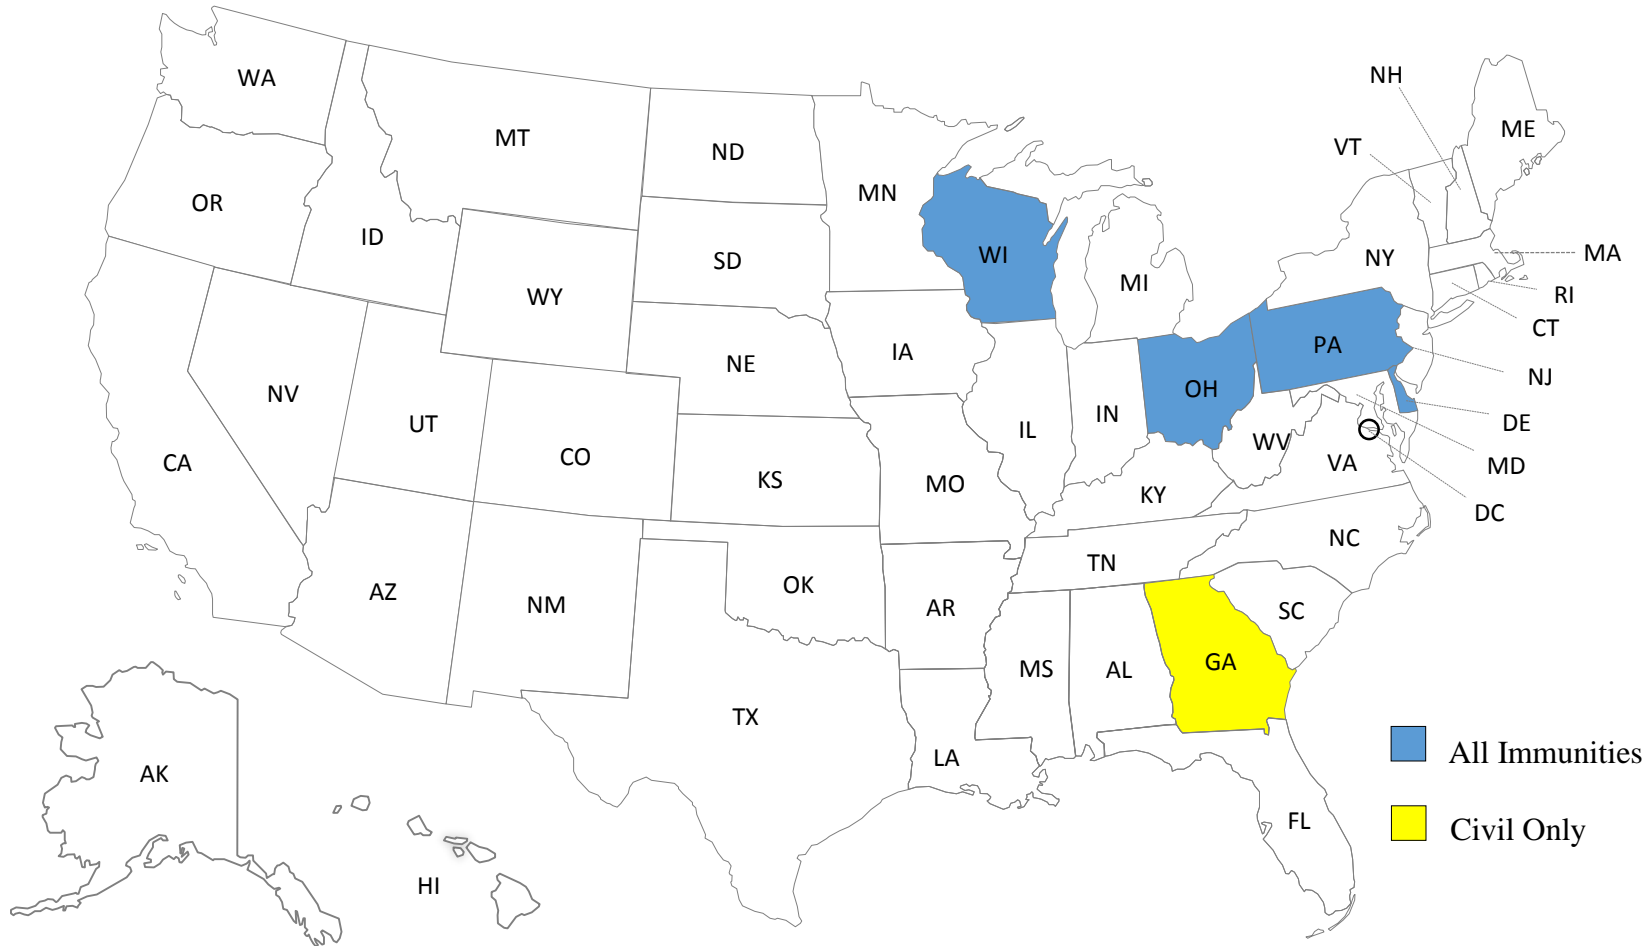 WA
MT
ND
MN
NH
ME
VT
OR
ID
SD
WI
MI
NY
MA
WY
RI
CT
NE
IA
PA
NJ
NV
UT
OH
DE
IL
IN
WV
CA
CO
KS
MO
VA
MD
KY
DC
NC
TN
AZ
NM
OK
AR
SC
MS
AL
GA
TX
LA
All Immunities
AK
FL
Civil Only
HI